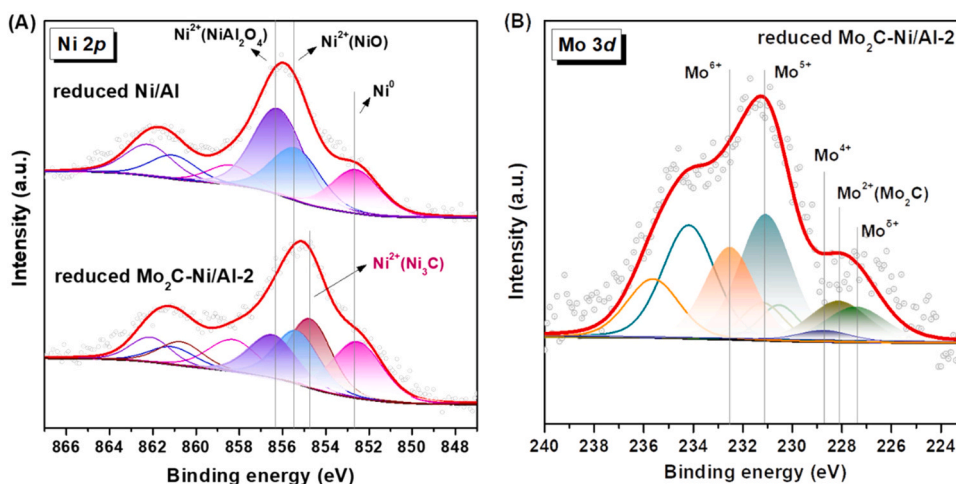 (A)
Ni 2p
Ni²⁺(NiAl₂O₄)
Ni²⁺(NiO)
Ni⁰
reduced Ni/Al
reduced Mo₂C-Ni/Al-2
Ni²⁺(Ni₃C)
Intensity (a.u.)
866 864 862 860 858 856 854 852 850 848
Binding energy (eV)
(B)
Mo 3d
reduced Mo₂C-Ni/Al-2
Mo⁶⁺
Mo⁵⁺
Mo⁴⁺
Mo²⁺(Mo₂C)
Moᵟ⁺
Intensity (a.u.)
240 238 236 234 232 230 228 226 224
Binding energy (eV)